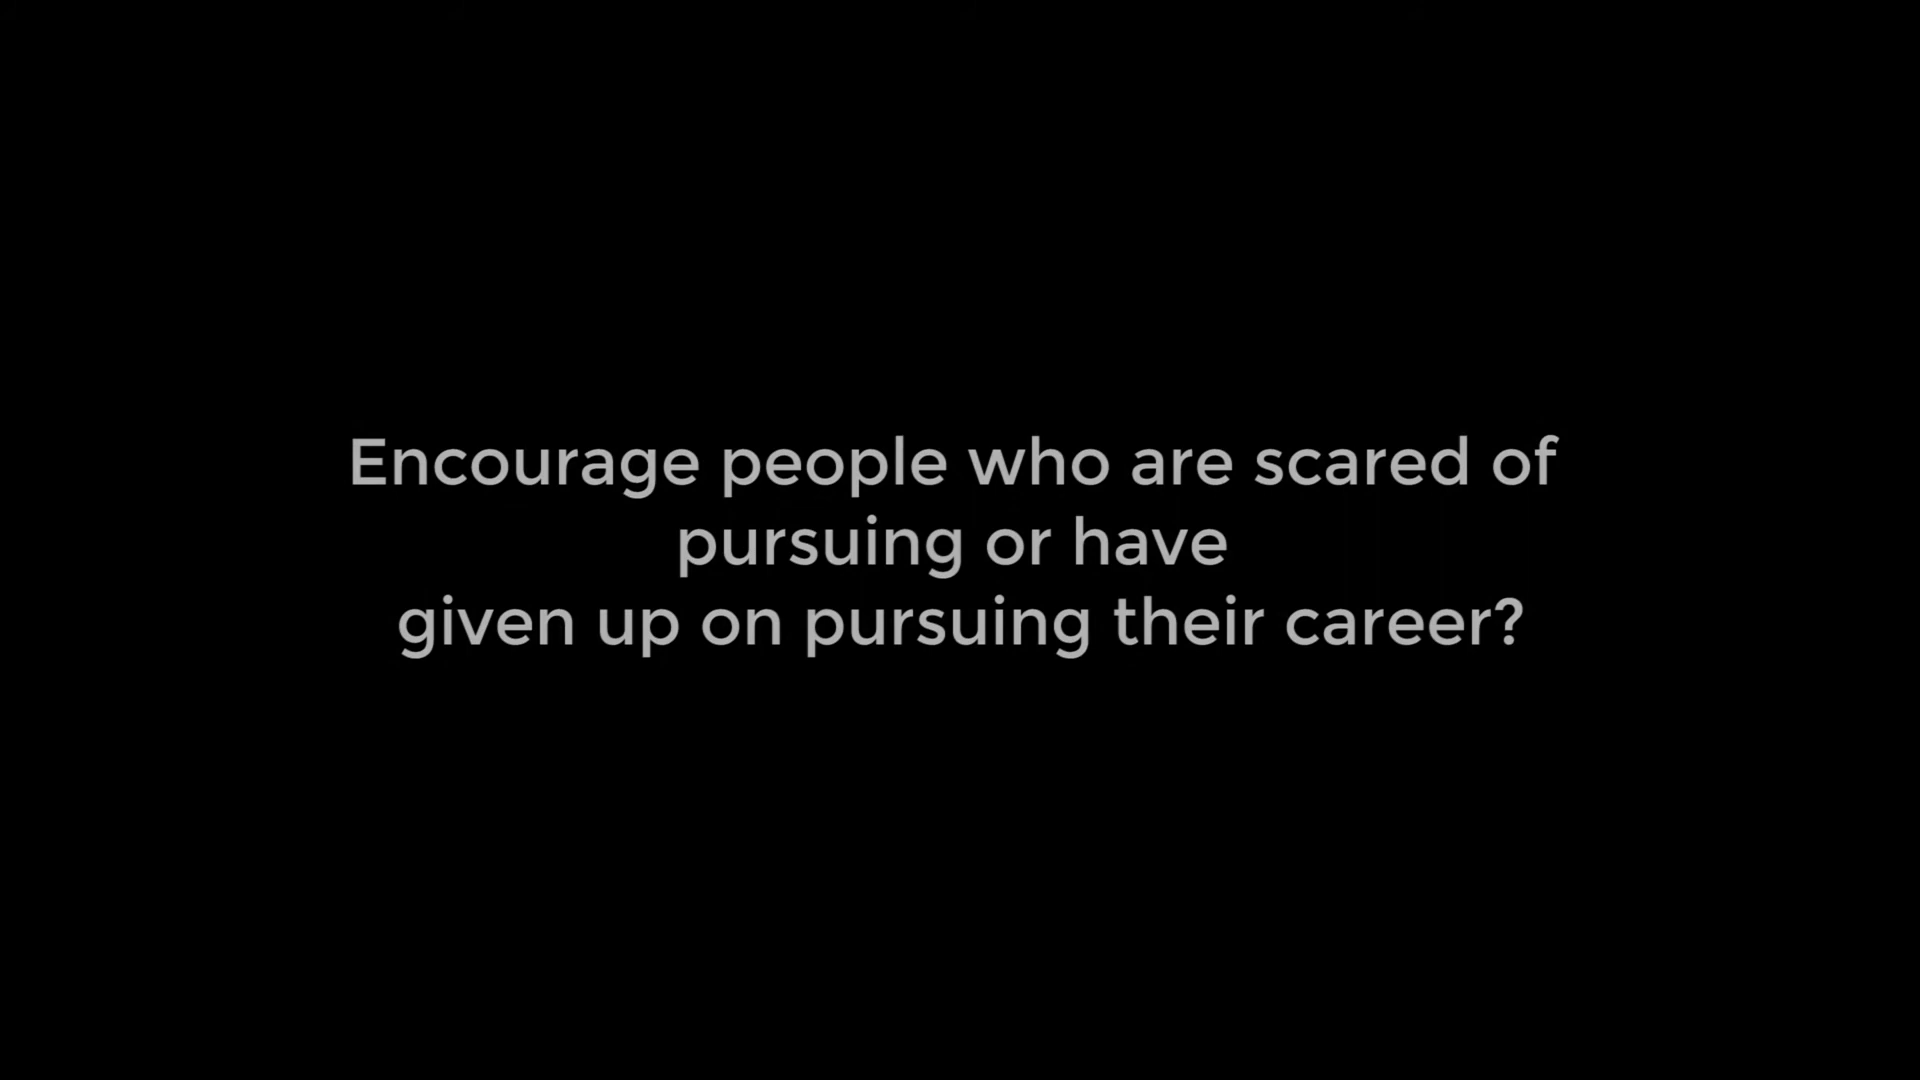 Encourage people who are scared of
pursuing or have
given up on pursuing their career?